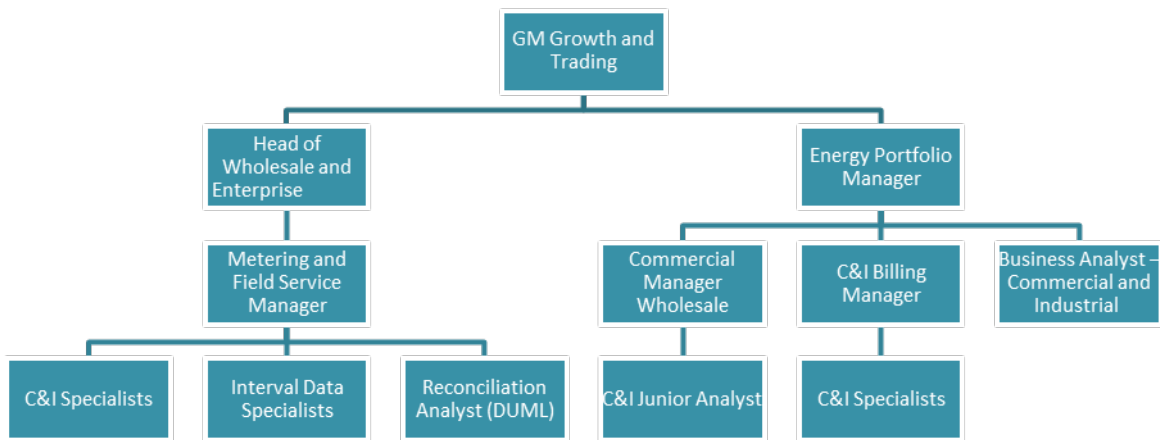 GM Growth and
Trading
Head of
Wholesale and
Enterprise
Energy Portfolio
Manager
Metering and
Field Service
Manager
Commercial
Manager
Wholesale
C&I Billing
Manager
Business Analyst –
Commercial and
Industrial
C&I Specialists
Interval Data
Specialists
Reconciliation
Analyst (DUML)
C&I Junior Analyst
C&I Specialists